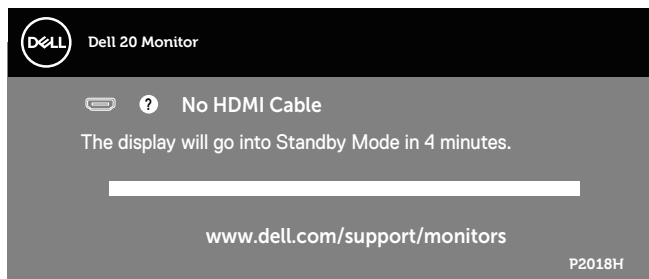 DELL
Dell 20 Monitor
? No HDMI Cable
The display will go into Standby Mode in 4 minutes.
www.dell.com/support/monitors
P2018H